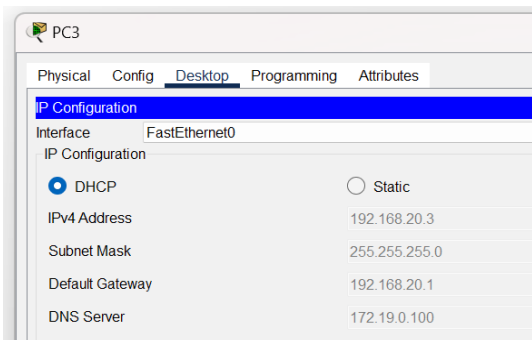 PC3
Physical Config Desktop Programming Attributes
IP Configuration
Interface FastEthernet0
IP Configuration
DHCP Static
IPv4 Address 192.168.20.3
Subnet Mask 255.255.255.0
Default Gateway 192.168.20.1
DNS Server 172.19.0.100